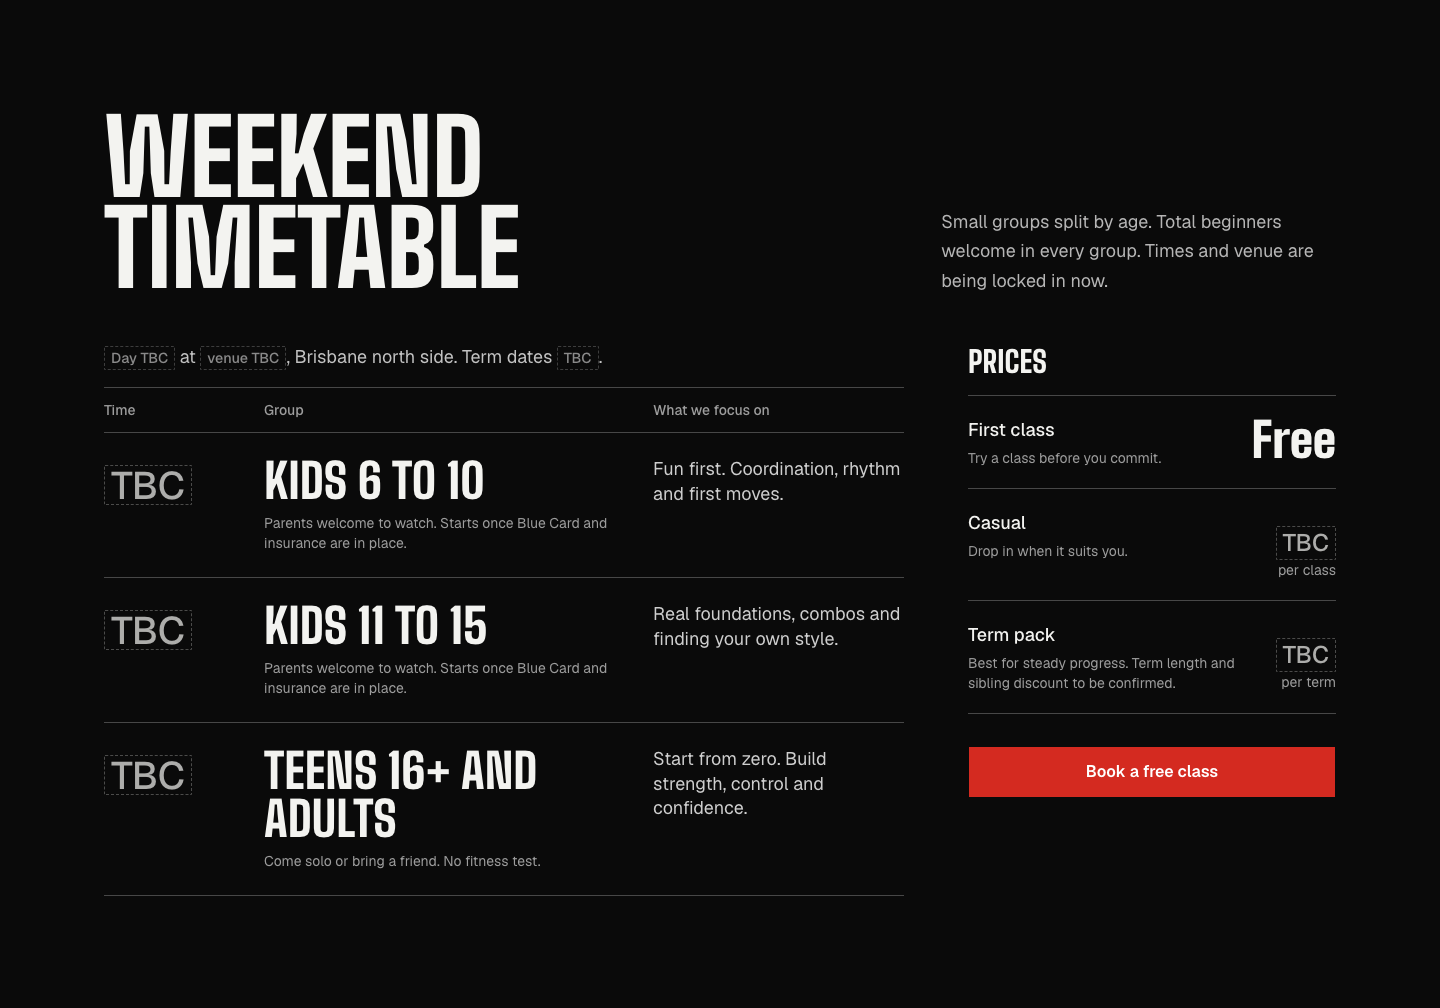 WEEKEND
TIMETABLE
Small groups split by age. Total beginners
welcome in every group. Times and venue are
being locked in now.
Day TBC at venue TBC, Brisbane north side. Term dates TBC.
Time Group What we focus on
TBC
KIDS 6 TO 10
Parents welcome to watch. Starts once Blue Card and
insurance are in place.
Fun first. Coordination, rhythm
and first moves.
TBC
KIDS 11 TO 15
Parents welcome to watch. Starts once Blue Card and
insurance are in place.
Real foundations, combos and
finding your own style.
TBC
TEENS 16+ AND
ADULTS
Come solo or bring a friend. No fitness test.
Start from zero. Build
strength, control and
confidence.
PRICES
First class
Try a class before you commit.
Free
Casual
Drop in when it suits you.
TBC
per class
Term pack
Best for steady progress. Term length and
sibling discount to be confirmed.
TBC
per term
Book a free class